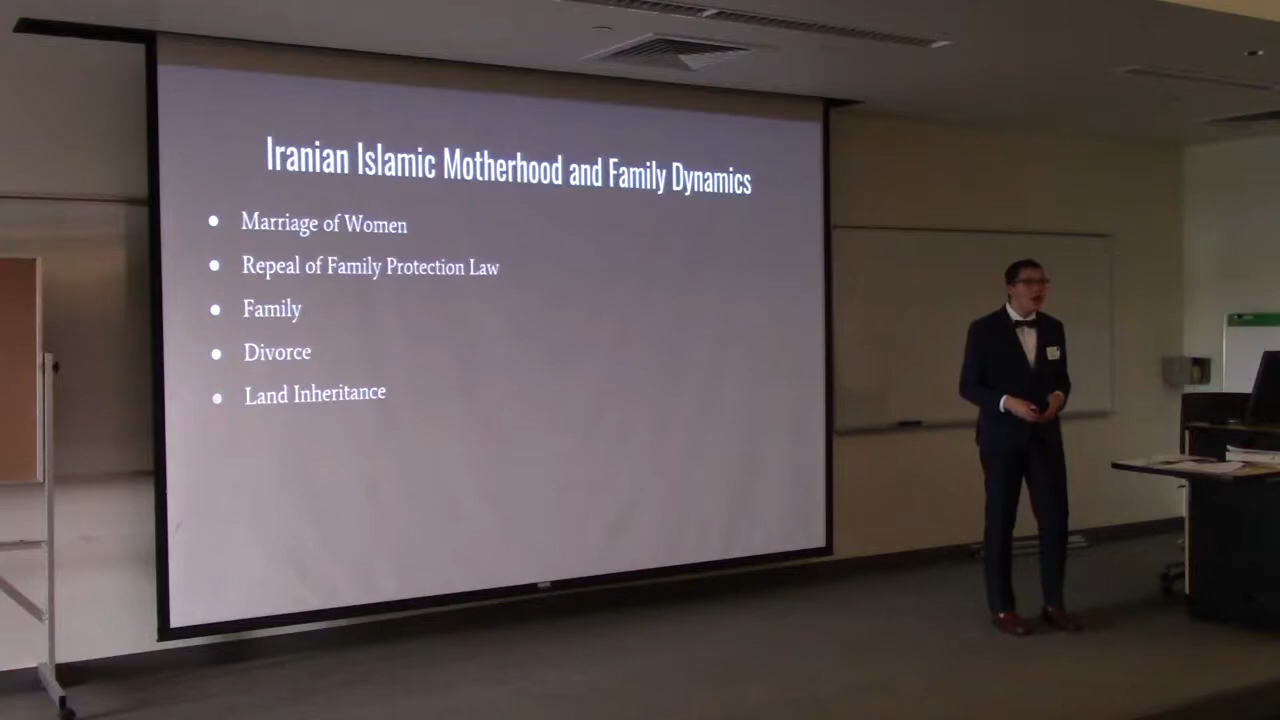 Iranian Islamic Motherhood and Family Dynamics
● Marriage of Women
● Repeal of Family Protection Law
● Family
● Divorce
● Land Inheritance